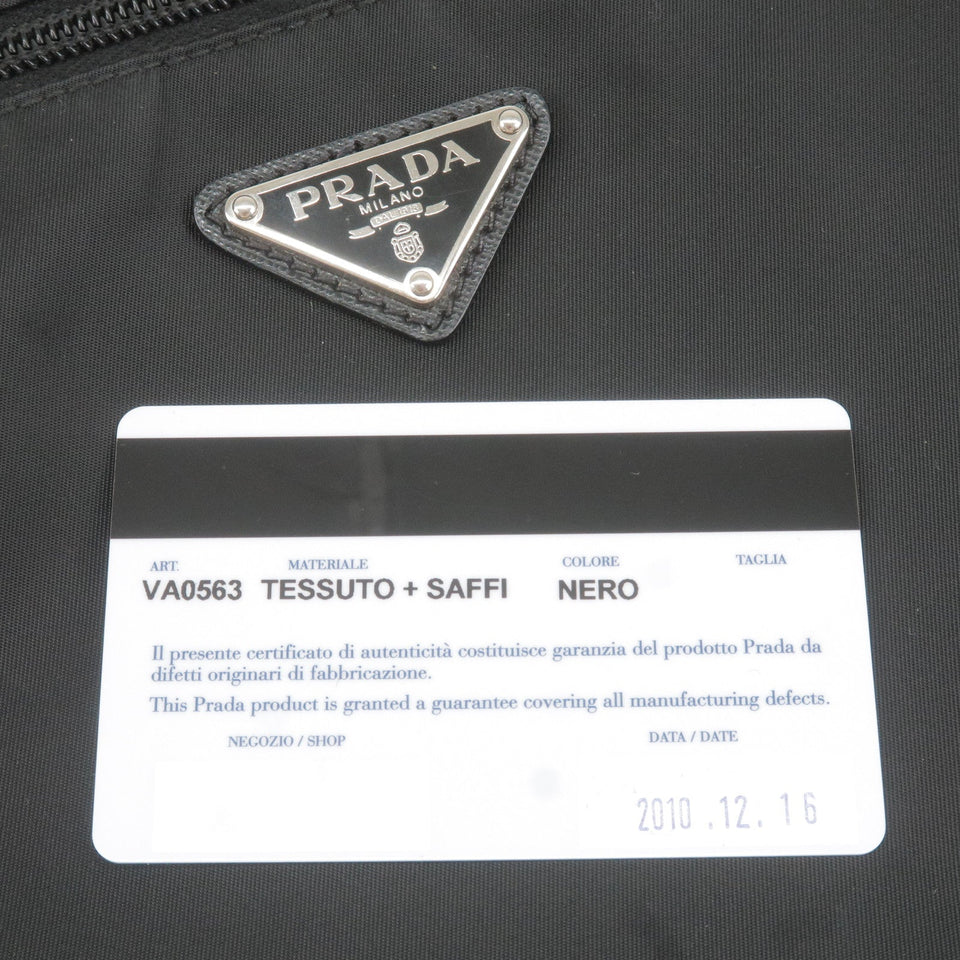 PRADA
MILANO
DAL 1913
ART. MATERIALE COLORE TAGLIA
VA0563 TESSUTO + SAFFI NERO
Il presente certificato di autenticità costituisce garanzia del prodotto Prada da
difetti originari di fabbricazione.
This Prada product is granted a guarantee covering all manufacturing defects.
NEGOZIO / SHOP DATA / DATE
2010 .12. 16